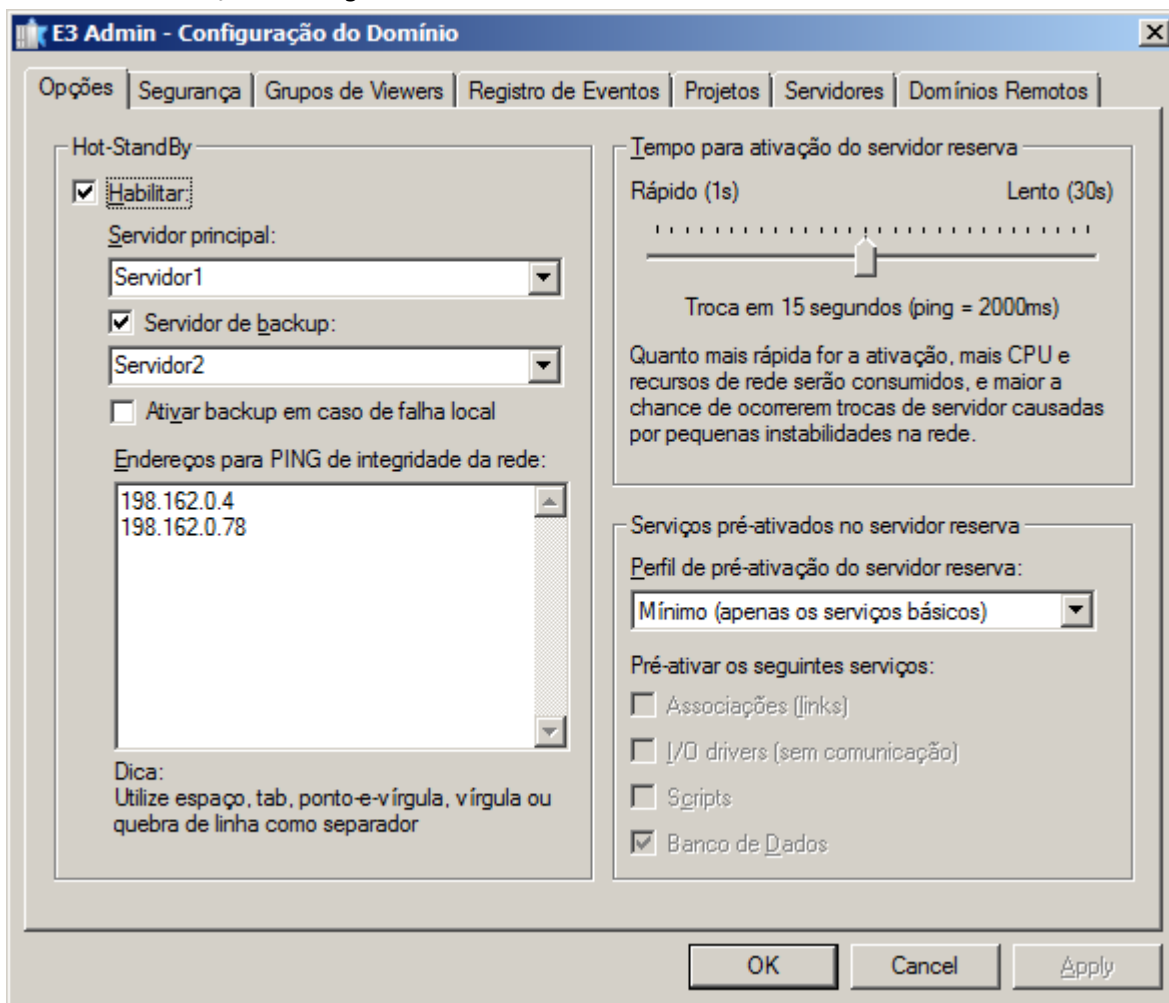 E3 Admin - Configuração do Domínio
Opções
Segurança
Grupos de Viewers
Registro de Eventos
Projetos
Servidores
Domínios Remotos
Hot-StandBy
Habilitar:
Servidor principal:
Servidor1
Servidor de backup:
Servidor2
Ativar backup em caso de falha local
Endereços para PING de integridade da rede:
198.162.0.4
198.162.0.78
Dica:
Utilize espaço, tab, ponto-e-vírgula, vírgula ou
quebra de linha como separador
Tempo para ativação do servidor reserva
Rápido (1s)
Lento (30s)
Troca em 15 segundos (ping = 2000ms)
Quanto mais rápida for a ativação, mais CPU e
recursos de rede serão consumidos, e maior a
chance de ocorrerem trocas de servidor causadas
por pequenas instabilidades na rede.
Serviços pré-ativados no servidor reserva
Perfil de pré-ativação do servidor reserva:
Mínimo (apenas os serviços básicos)
Pré-ativar os seguintes serviços:
Associações (links)
I/O drivers (sem comunicação)
Scripts
Banco de Dados
OK
Cancel
Apply